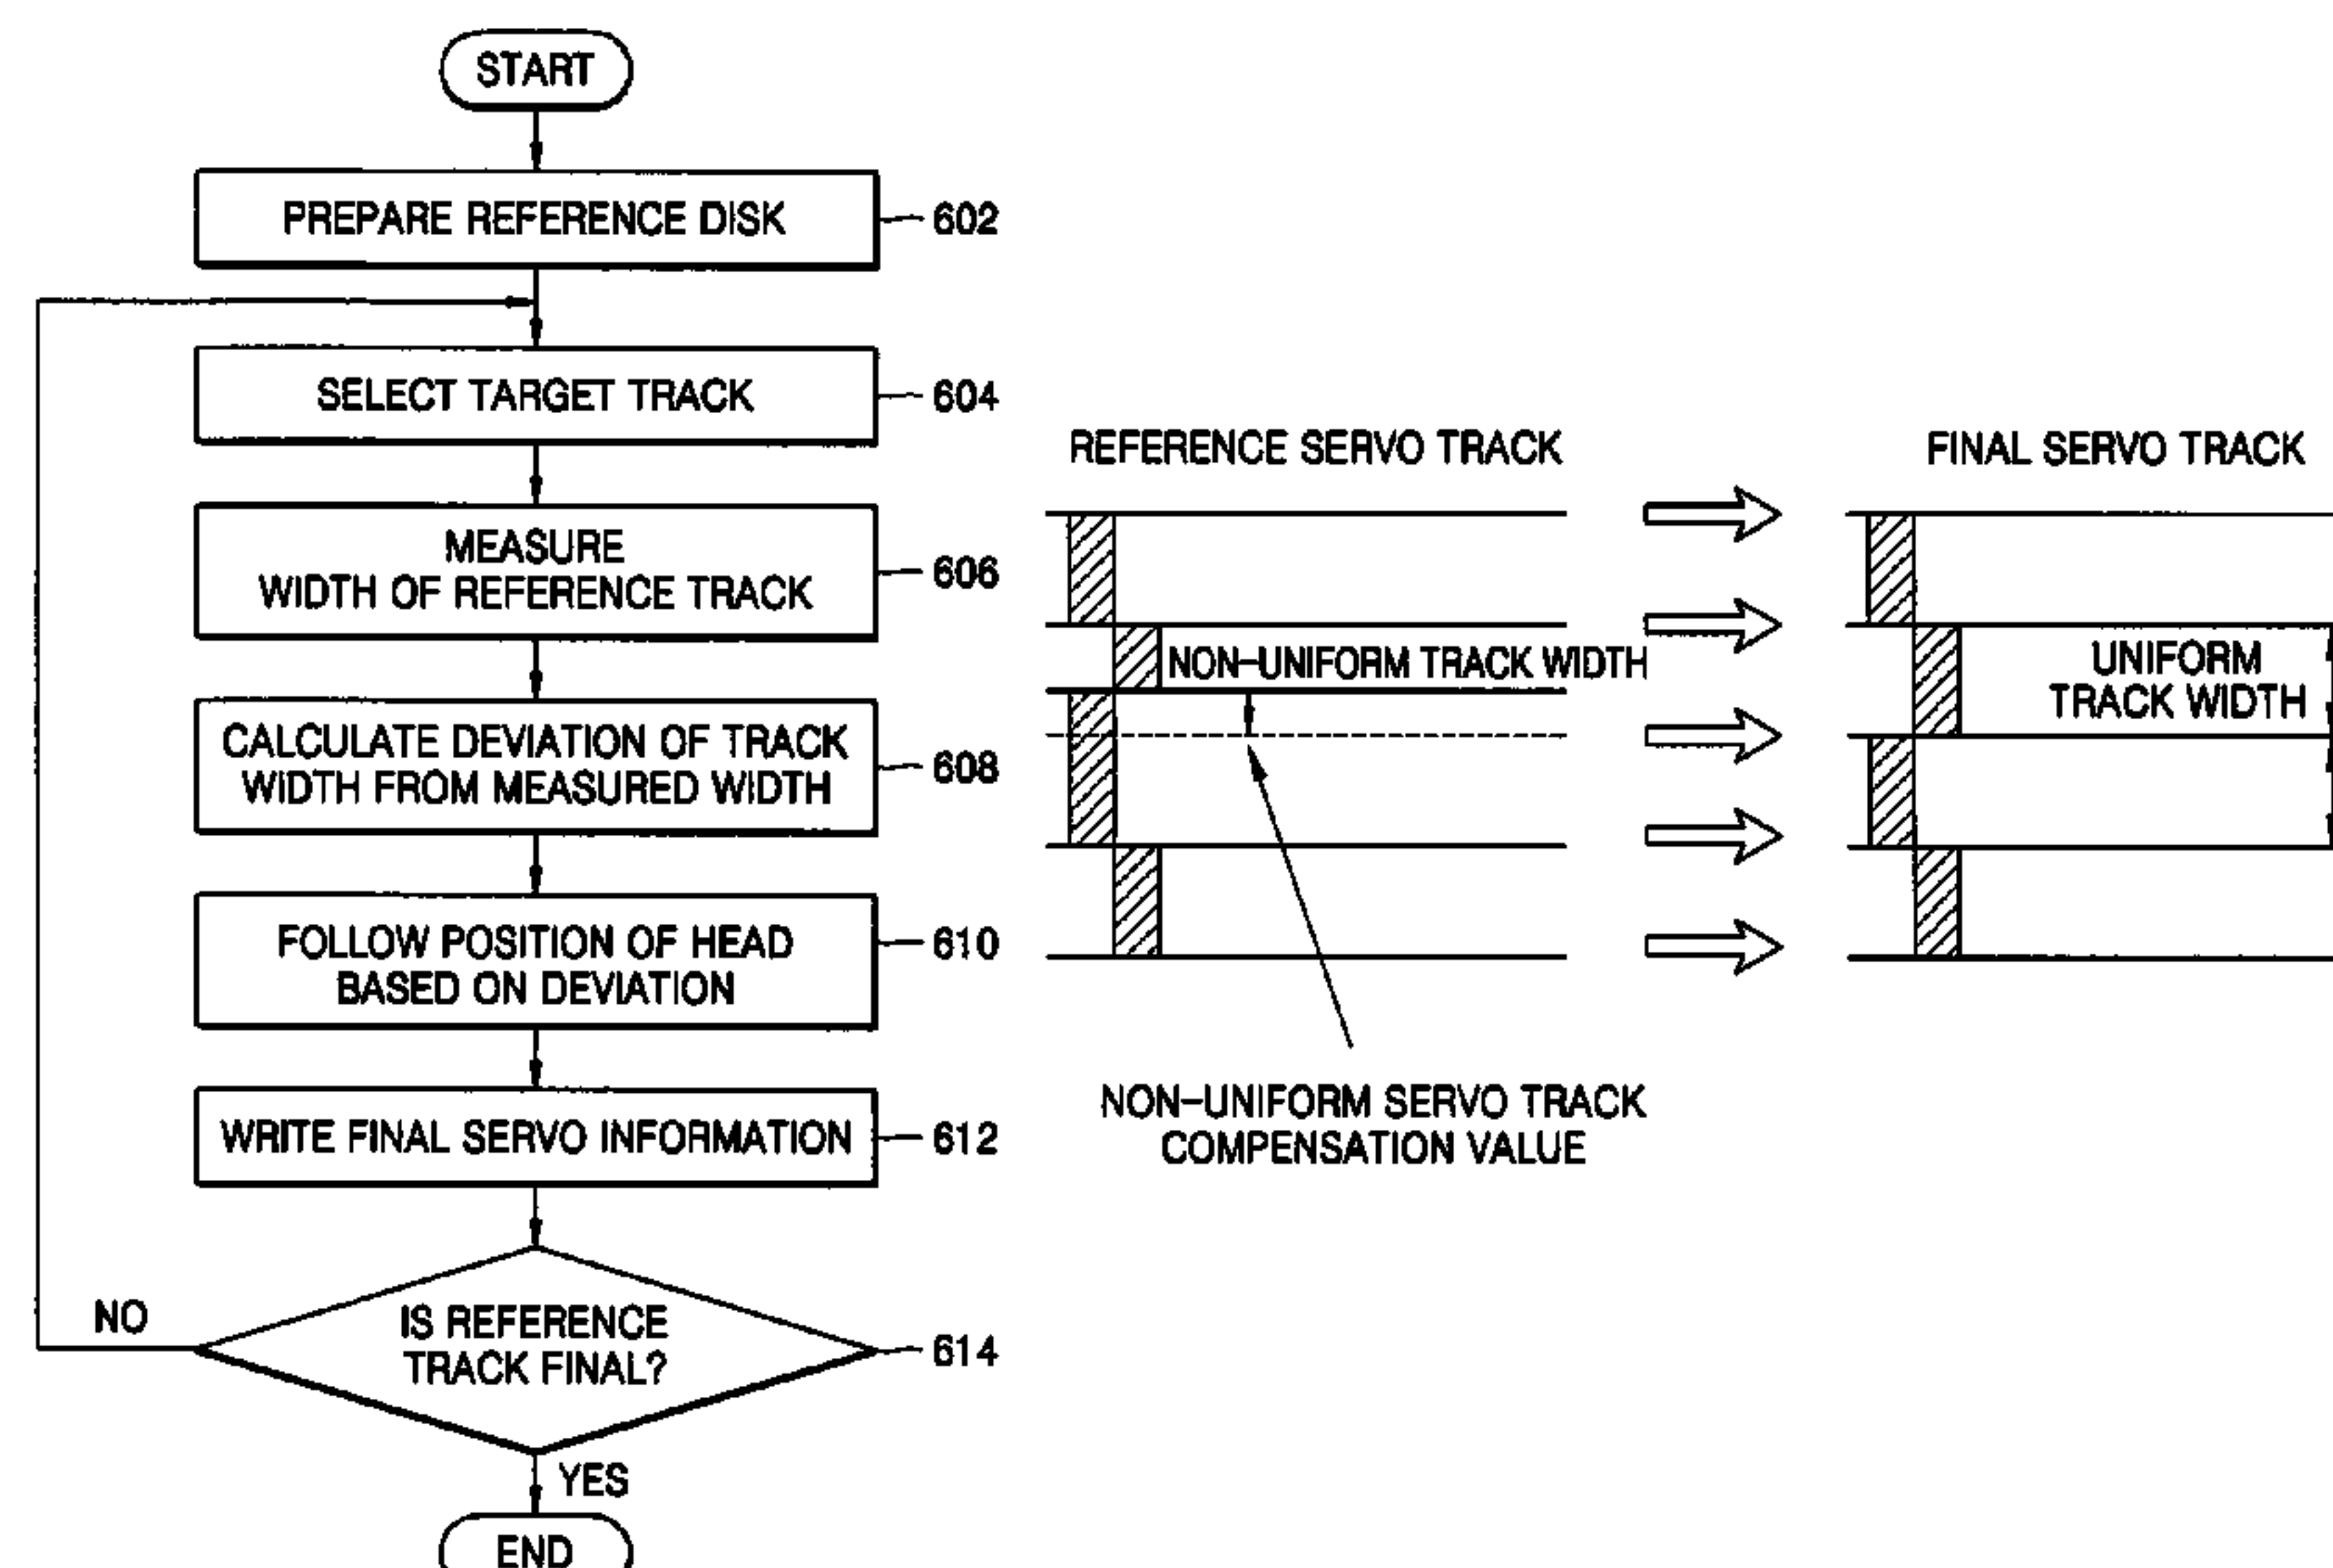 START
PREPARE REFERENCE DISK
602
SELECT TARGET TRACK
604
MEASURE
WIDTH OF REFERENCE TRACK
606
CALCULATE DEVIATION OF TRACK
WIDTH FROM MEASURED WIDTH
608
FOLLOW POSITION OF HEAD
BASED ON DEVIATION
610
WRITE FINAL SERVO INFORMATION
612
IS REFERENCE
TRACK FINAL?
614
NO
YES
END
REFERENCE SERVO TRACK
NON-UNIFORM TRACK WIDTH
NON-UNIFORM SERVO TRACK
COMPENSATION VALUE
FINAL SERVO TRACK
UNIFORM
TRACK WIDTH